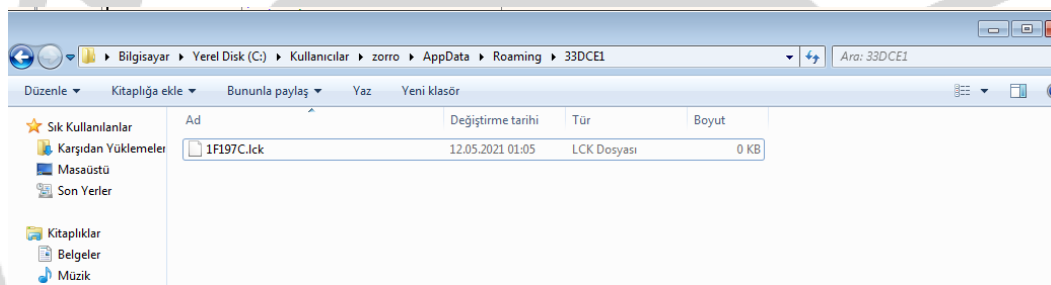 Bilgisayar ▸ Yerel Disk (C:) ▸ Kullanıcılar ▸ zorro ▸ AppData ▸ Roaming ▸ 33DCE1
Ara: 33DCE1
Düzenle Kitaplığa ekle Bununla paylaş Yaz Yeni klasör
Ad Değiştirme tarihi Tür Boyut
1F197C.lck 12.05.2021 01:05 LCK Dosyası 0 KB
Sık Kullanılanlar
Karşıdan Yüklemeler
Masaüstü
Son Yerler
Kitaplıklar
Belgeler
Müzik